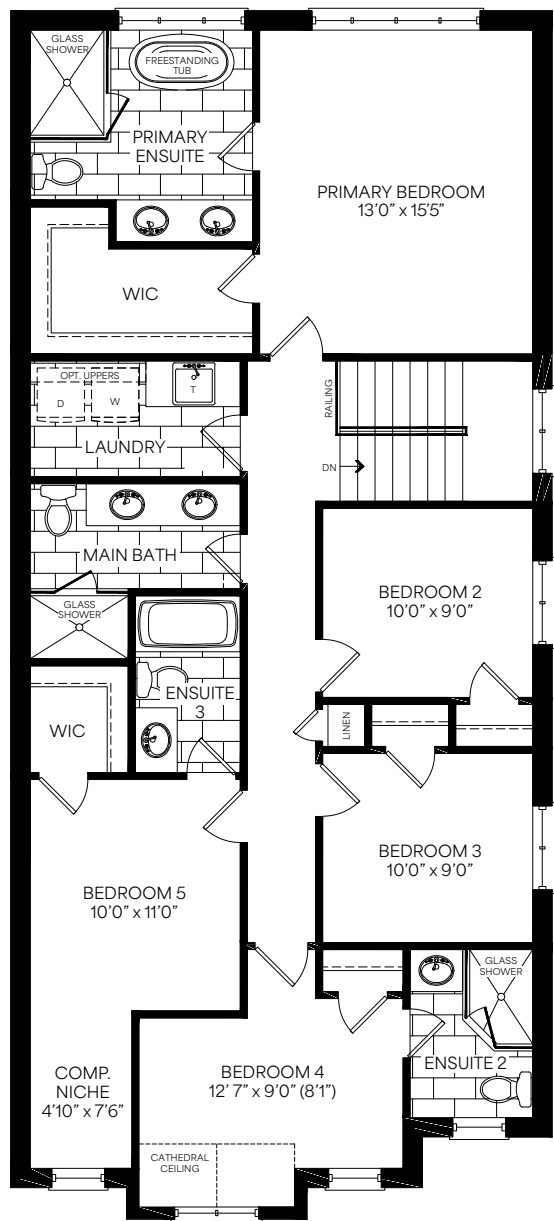 GLASS
SHOWER
FREESTANDING
TUB
PRIMARY
ENSUITE
PRIMARY BEDROOM
13'0" x 15'5"
WIC
OPT. UPPERS
D
W
T
LAUNDRY
RAILING
DN
MAIN BATH
GLASS
SHOWER
BEDROOM 2
10'0" x 9'0"
ENSUITE
3
WIC
LINEN
BEDROOM 3
10'0" x 9'0"
BEDROOM 5
10'0" x 11'0"
GLASS
SHOWER
ENSUITE 2
COMP.
NICHE
4'10" x 7'6"
BEDROOM 4
12' 7" x 9'0" (8'1")
CATHEDRAL
CEILING